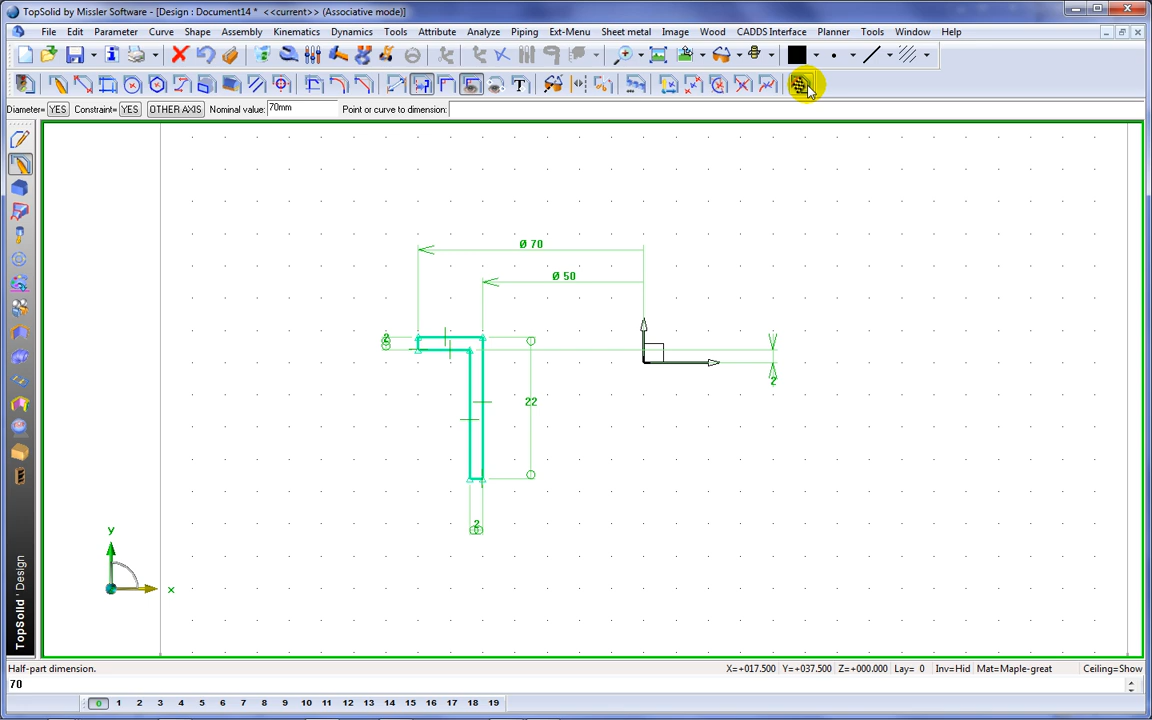 TopSolid by Missler Software - [Design : Document14 *  <<current>> (Associative mode)]
File Edit Parameter Curve Shape Assembly Kinematics Dynamics Tools Attribute Analyze Piping Ext-Menu Sheet metal Image Wood CADDS Interface Planner Tools Window Help
Diameter= YES Constraint= YES OTHER AXIS Nominal value: 70mm Point or curve to dimension:
Ø 70
Ø 50
2
22
2
2
y
x
TopSolid 'Design
Half-part dimension. X=+017.500 Y=+037.500 Z=+000.000 Lay= 0 Inv=Hid Mat=Maple-great Ceiling=Show
70
0 1 2 3 4 5 6 7 8 9 10 11 12 13 14 15 16 17 18 19